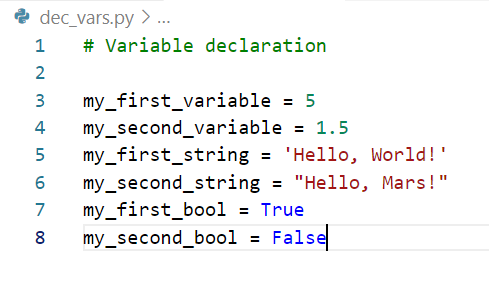 dec_vars.py > ...
1 # Variable declaration
2
3 my_first_variable = 5
4 my_second_variable = 1.5
5 my_first_string = 'Hello, World!'
6 my_second_string = "Hello, Mars!"
7 my_first_bool = True
8 my_second_bool = False